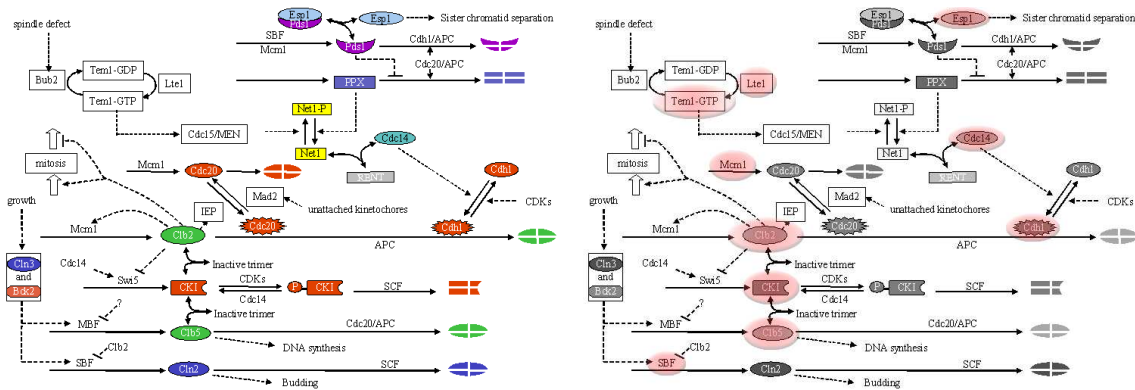 spindle defect
Bub2
Tem1-GDP
Tem1-GTP
Lte1
Esp1
Pds1
Esp1
Sister chromatid separation
SBF
Mcm1
Pds1
Cdh1/APC
Cdc20/APC
PPX
Net1-P
Cdc15/MEN
Net1
Cdc14
RENT
mitosis
Mcm1
Cdc20
Cdh1
Mad2
unattached kinetochores
CDKs
growth
IEP
Cdc20
Cdh1
Mcm1
Clb2
APC
Cln3
and
Bck2
Cdc14
Swi5
Inactive trimer
CKI
CDKs
Cdc14
P
CKI
SCF
?
Inactive trimer
MBF
Clb5
Cdc20/APC
DNA synthesis
Clb2
SBF
Cln2
SCF
Budding
spindle defect
Bub2
Tem1-GDP
Tem1-GTP
Lte1
Esp1
Pds1
Esp1
Sister chromatid separation
SBF
Mcm1
Pds1
Cdh1/APC
Cdc20/APC
PPX
Net1-P
Cdc15/MEN
Net1
Cdc14
RENT
mitosis
Mcm1
Cdc20
Cdh1
Mad2
unattached kinetochores
CDKs
growth
IEP
Cdc20
Cdh1
Mcm1
Clb2
APC
Cln3
and
Bck2
Cdc14
Swi5
Inactive trimer
CKI
CDKs
Cdc14
P
CKI
SCF
?
Inactive trimer
MBF
Clb5
Cdc20/APC
DNA synthesis
Clb2
SBF
Cln2
SCF
Budding